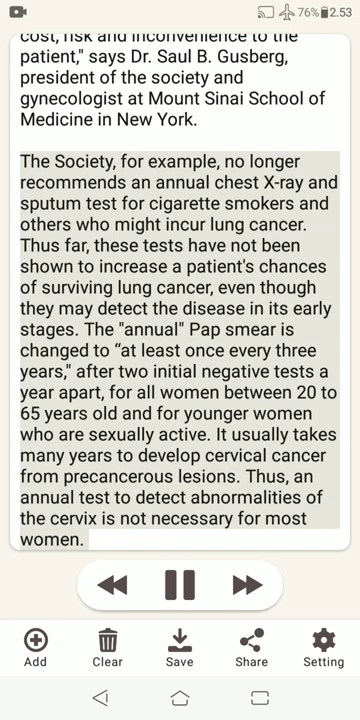 76% 2.53
cost, risk and inconvenience to the
patient," says Dr. Saul B. Gusberg,
president of the society and
gynecologist at Mount Sinai School of
Medicine in New York.
The Society, for example, no longer
recommends an annual chest X-ray and
sputum test for cigarette smokers and
others who might incur lung cancer.
Thus far, these tests have not been
shown to increase a patient's chances
of surviving lung cancer, even though
they may detect the disease in its early
stages. The "annual" Pap smear is
changed to “at least once every three
years," after two initial negative tests a
year apart, for all women between 20 to
65 years old and for younger women
who are sexually active. It usually takes
many years to develop cervical cancer
from precancerous lesions. Thus, an
annual test to detect abnormalities of
the cervix is not necessary for most
women.
Add Clear Save Share Setting